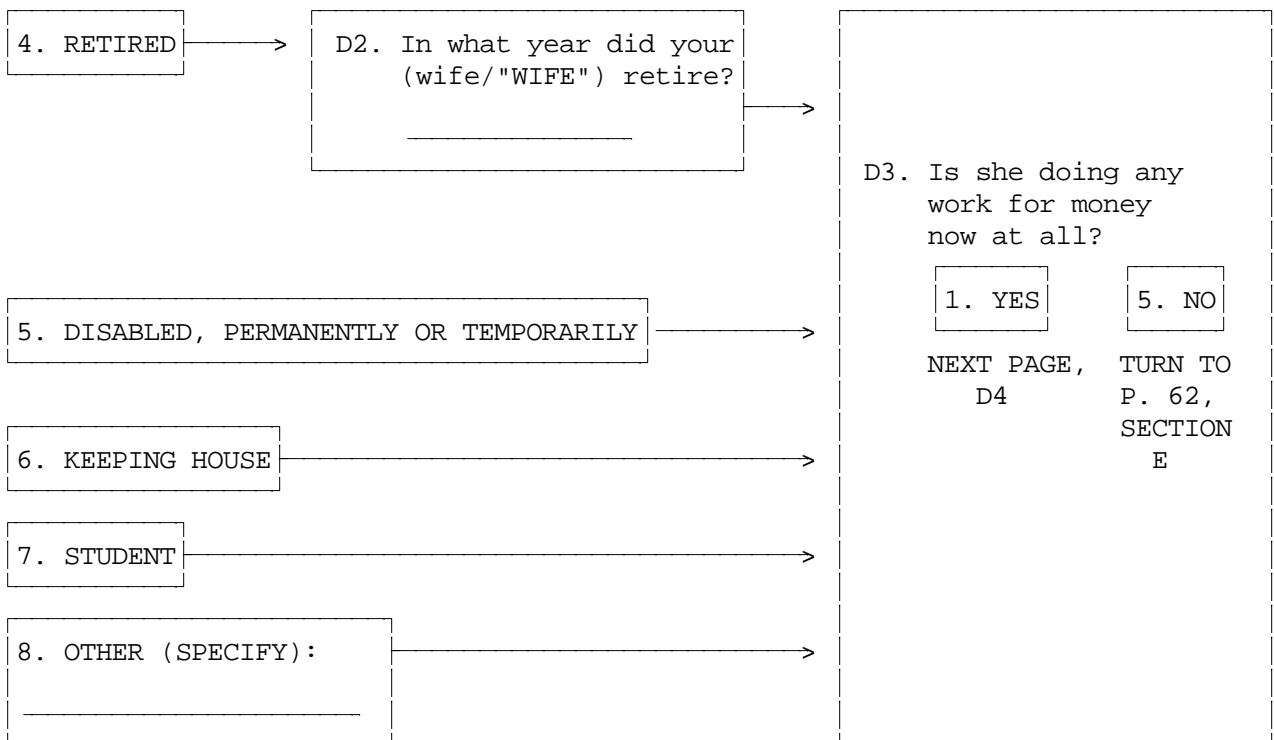 4. RETIRED
D2. In what year did your
(wife/"WIFE") retire?
D3. Is she doing any
work for money
now at all?
1. YES
5. NO
NEXT PAGE,
D4
TURN TO
P. 62,
SECTION
E
5. DISABLED, PERMANENTLY OR TEMPORARILY
6. KEEPING HOUSE
7. STUDENT
8. OTHER (SPECIFY):